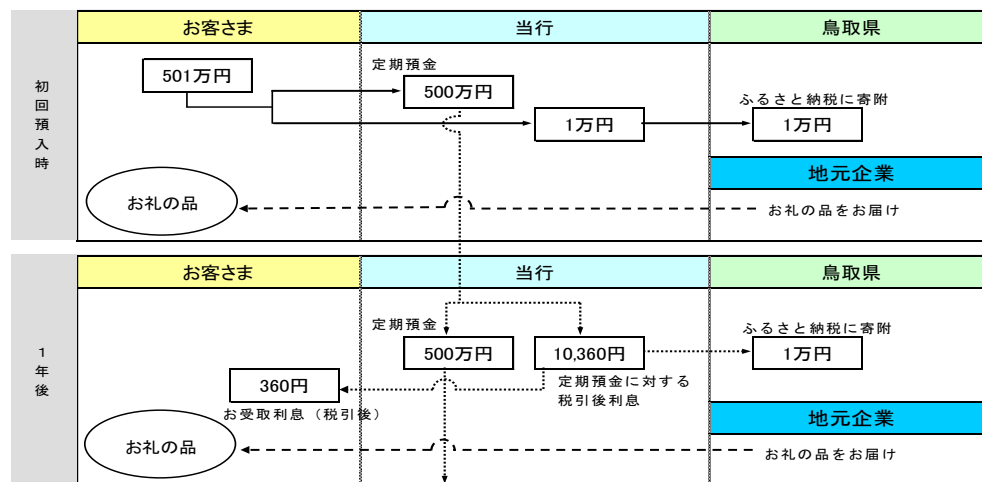 お客さま
当行
鳥取県
初回預入時
定期預金
501万円
500万円
ふるさと納税に寄附
1万円
1万円
地元企業
お礼の品
お礼の品をお届け
お客さま
当行
鳥取県
1年後
定期預金
ふるさと納税に寄附
500万円
10,360円
1万円
360円
定期預金に対する
税引後利息
お受取利息（税引後）
地元企業
お礼の品
お礼の品をお届け